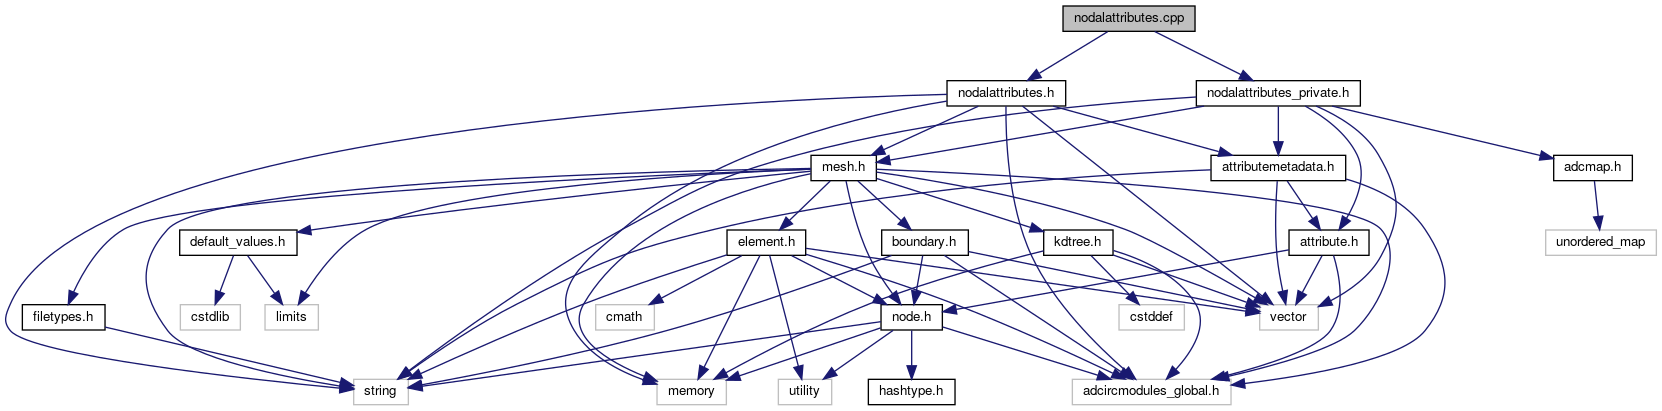 nodalattributes.cpp
nodalattributes.h
nodalattributes_private.h
mesh.h
attributemetadata.h
adcmap.h
default_values.h
element.h
boundary.h
kdtree.h
attribute.h
unordered_map
filetypes.h
cstdlib
limits
cmath
node.h
cstddef
vector
string
memory
utility
hashtype.h
adcircmodules_global.h